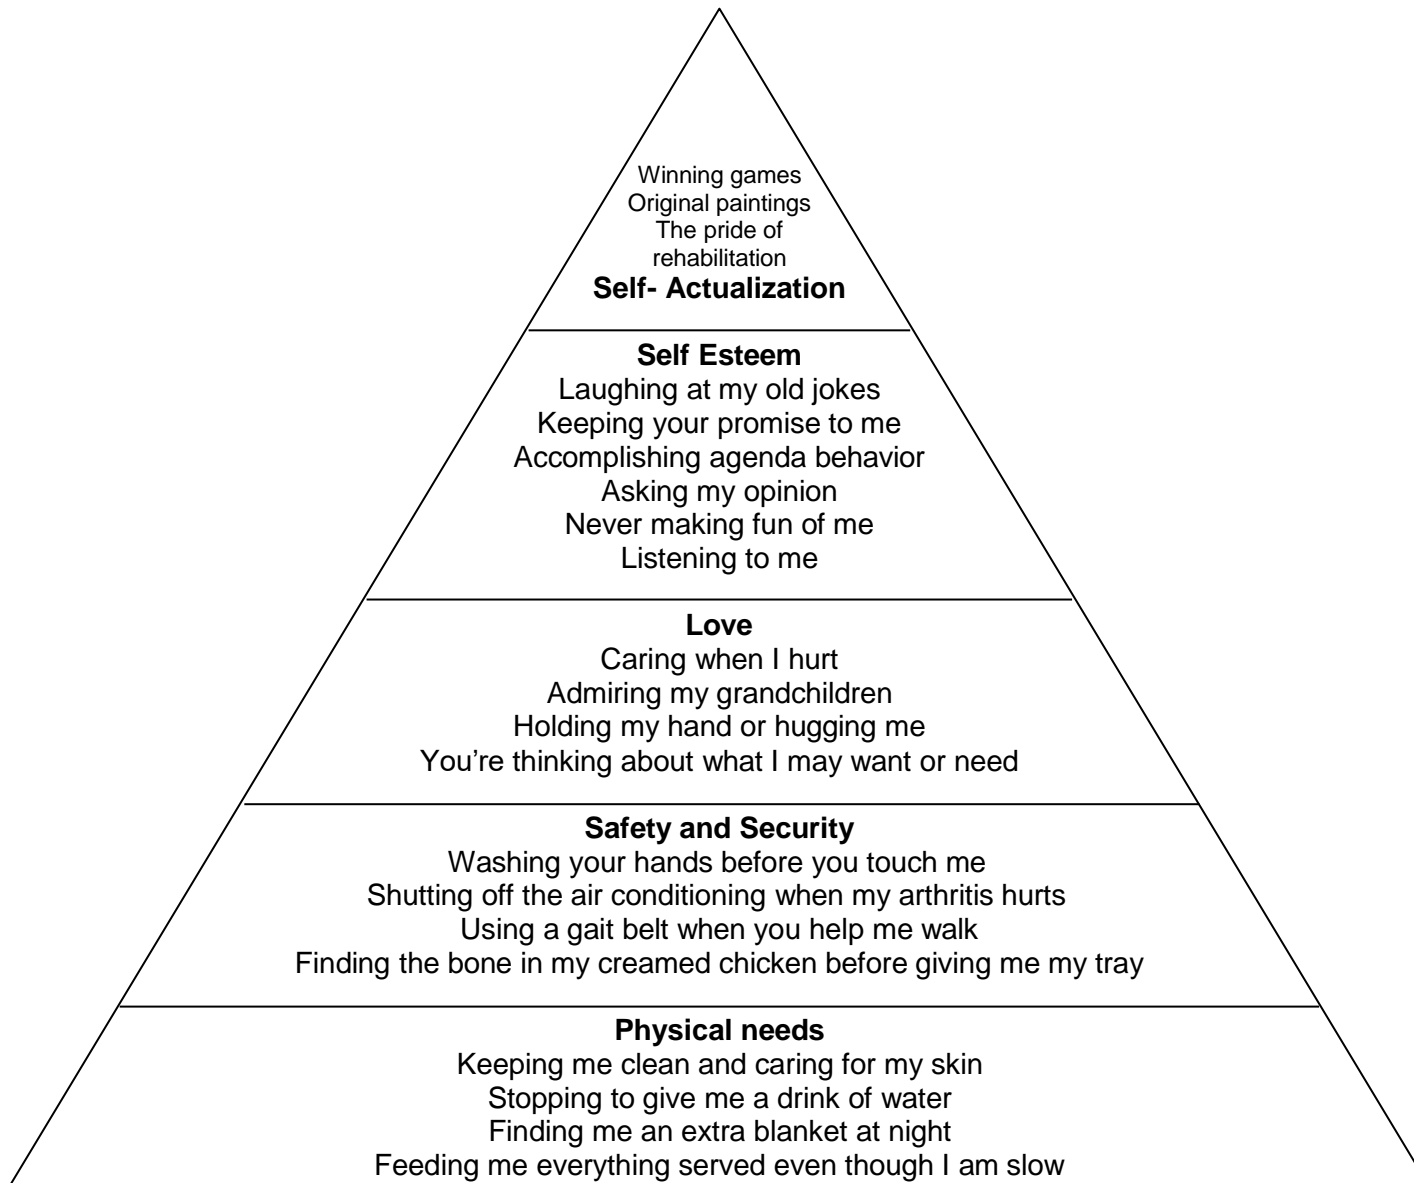 Winning games
Original paintings
The pride of
rehabilitation
Self- Actualization
Self Esteem
Laughing at my old jokes
Keeping your promise to me
Accomplishing agenda behavior
Asking my opinion
Never making fun of me
Listening to me
Love
Caring when I hurt
Admiring my grandchildren
Holding my hand or hugging me
You’re thinking about what I may want or need
Safety and Security
Washing your hands before you touch me
Shutting off the air conditioning when my arthritis hurts
Using a gait belt when you help me walk
Finding the bone in my creamed chicken before giving me my tray
Physical needs
Keeping me clean and caring for my skin
Stopping to give me a drink of water
Finding me an extra blanket at night
Feeding me everything served even though I am slow